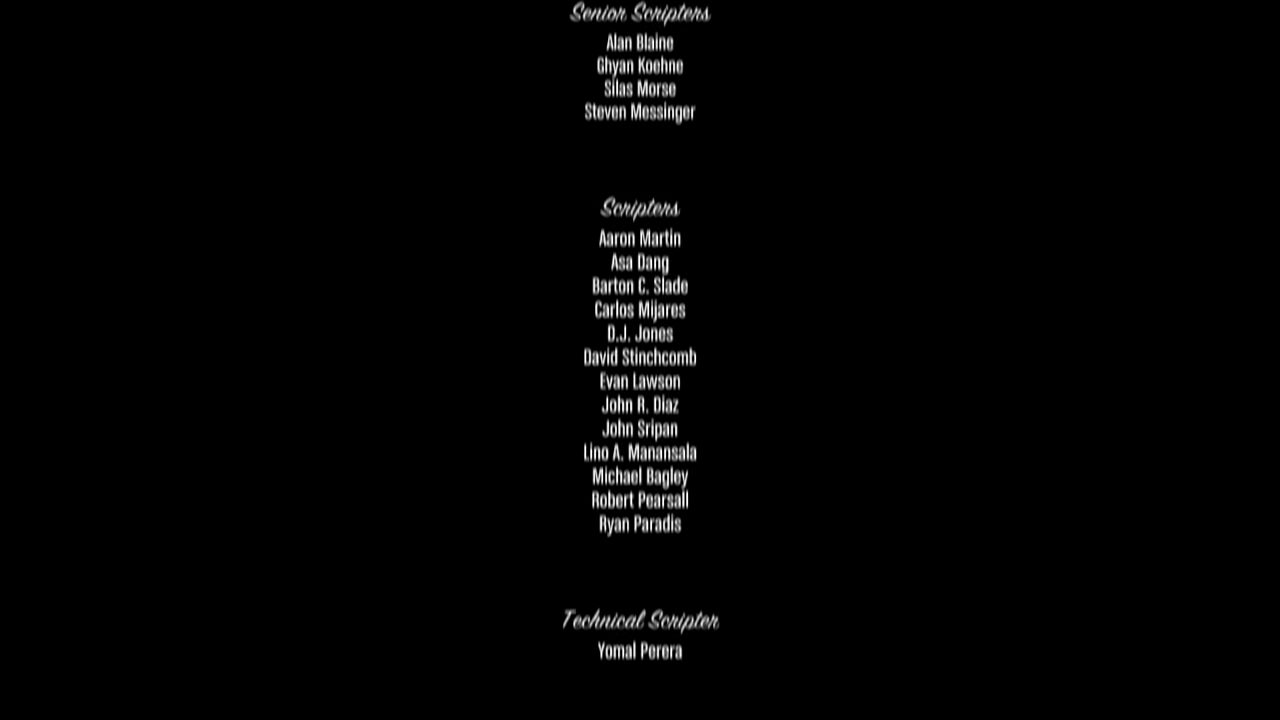 Senior Scripters
Alan Blaine
Ghyan Koehne
Silas Morse
Steven Messinger
Scripters
Aaron Martin
Asa Dang
Barton C. Slade
Carlos Mijares
D.J. Jones
David Stinchcomb
Evan Lawson
John R. Diaz
John Sripan
Lino A. Manansala
Michael Bagley
Robert Pearsall
Ryan Paradis
Technical Scripter
Yomal Perera